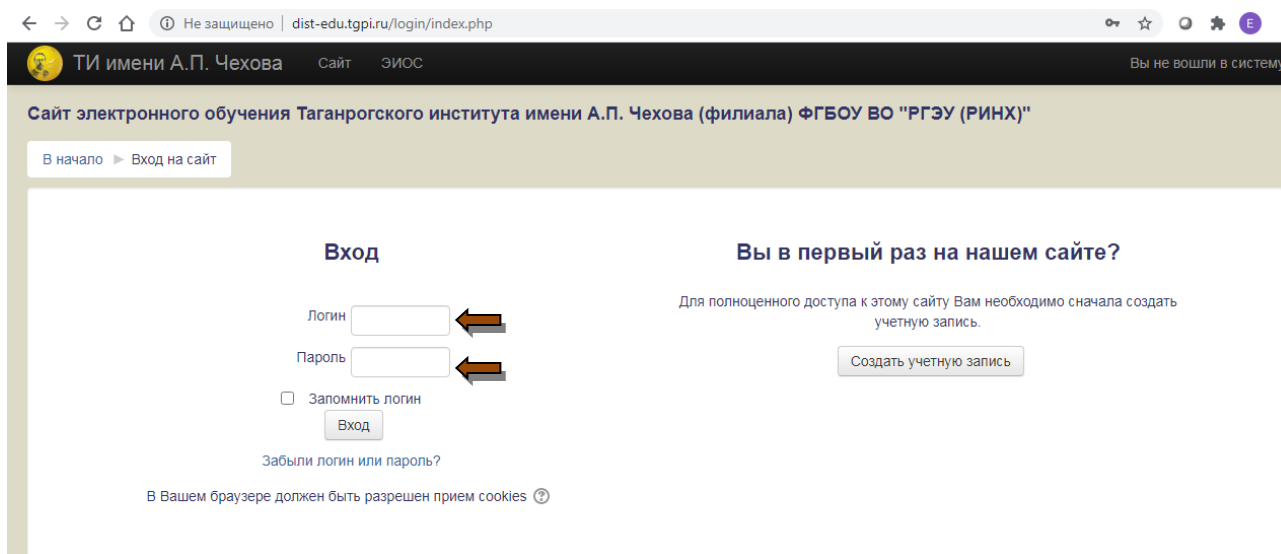 Не защищено | dist-edu.tgpi.ru/login/index.php
E
ТИ имени А.П. Чехова Сайт ЭИОС Вы не вошли в систему
Сайт электронного обучения Таганрогского института имени А.П. Чехова (филиала) ФГБОУ ВО "РГЭУ (РИНХ)"
В начало ► Вход на сайт
Вход
Логин
Пароль
Запомнить логин
Вход
Забыли логин или пароль?
В Вашем браузере должен быть разрешен прием cookies ?
Вы в первый раз на нашем сайте?
Для полноценного доступа к этому сайту Вам необходимо сначала создать
учетную запись.
Создать учетную запись